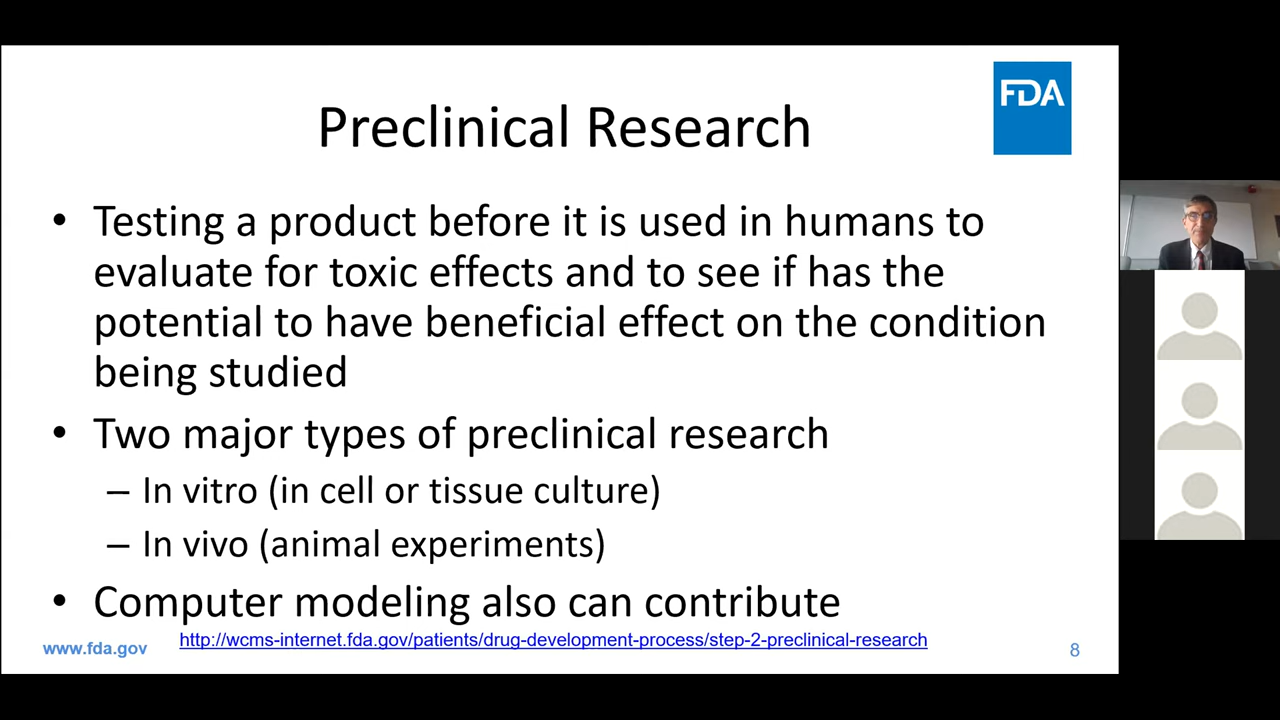 FDA
Preclinical Research
• Testing a product before it is used in humans to
evaluate for toxic effects and to see if has the
potential to have beneficial effect on the condition
being studied
• Two major types of preclinical research
– In vitro (in cell or tissue culture)
– In vivo (animal experiments)
• Computer modeling also can contribute
http://wcms-internet.fda.gov/patients/drug-development-process/step-2-preclinical-research
www.fda.gov
8